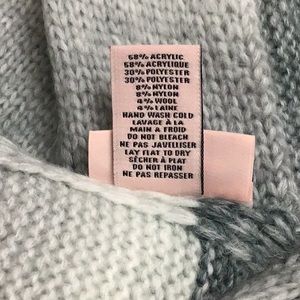 58% ACRYLIC
58% ACRYLIQUE
30% POLYESTER
30% POLYESTER
8% NYLON
8% NYLON
4% WOOL
4% LAINE
HAND WASH COLD
LAVAGE À LA
MAIN À FROID
DO NOT BLEACH
NE PAS JAVELLISER
LAY FLAT TO DRY
SÈCHER À PLAT
DO NOT IRON
NE PAS REPASSER